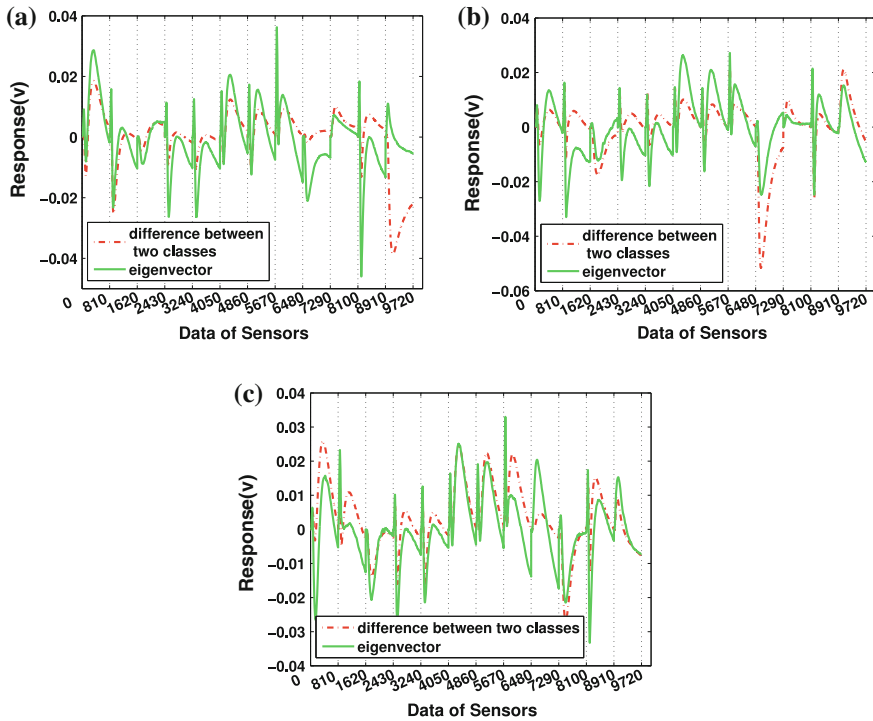 (a)
0.04
0.02
0
−0.02
−0.04
Response(v)
difference between
two classes
eigenvector
0 810 1620 2430 3240 4050 4860 5670 6480 7290 8100 8910 9720
Data of Sensors
(b)
0.04
0.02
0
−0.02
−0.04
−0.06
Response(v)
difference between
two classes
eigenvector
0 810 1620 2430 3240 4050 4860 5670 6480 7290 8100 8910 9720
Data of Sensors
(c)
0.04
0.03
0.02
0.01
0
−0.01
−0.02
−0.03
−0.04
Response(v)
difference between two classes
eigenvector
0 810 1620 2430 3240 4050 4860 5670 6480 7290 8100 8910 9720
Data of Sensors